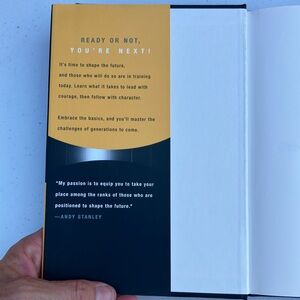 READY OR NOT,
YOU'RE NEXT!
It's time to shape the future,
and those who will do so are in training
today. Learn what it takes to lead with
courage, then follow with character.
Embrace the basics, and you'll master the
challenges of generations to come.
"My passion is to equip you to take your
place among the ranks of those who are
positioned to shape the future."
—ANDY STANLEY